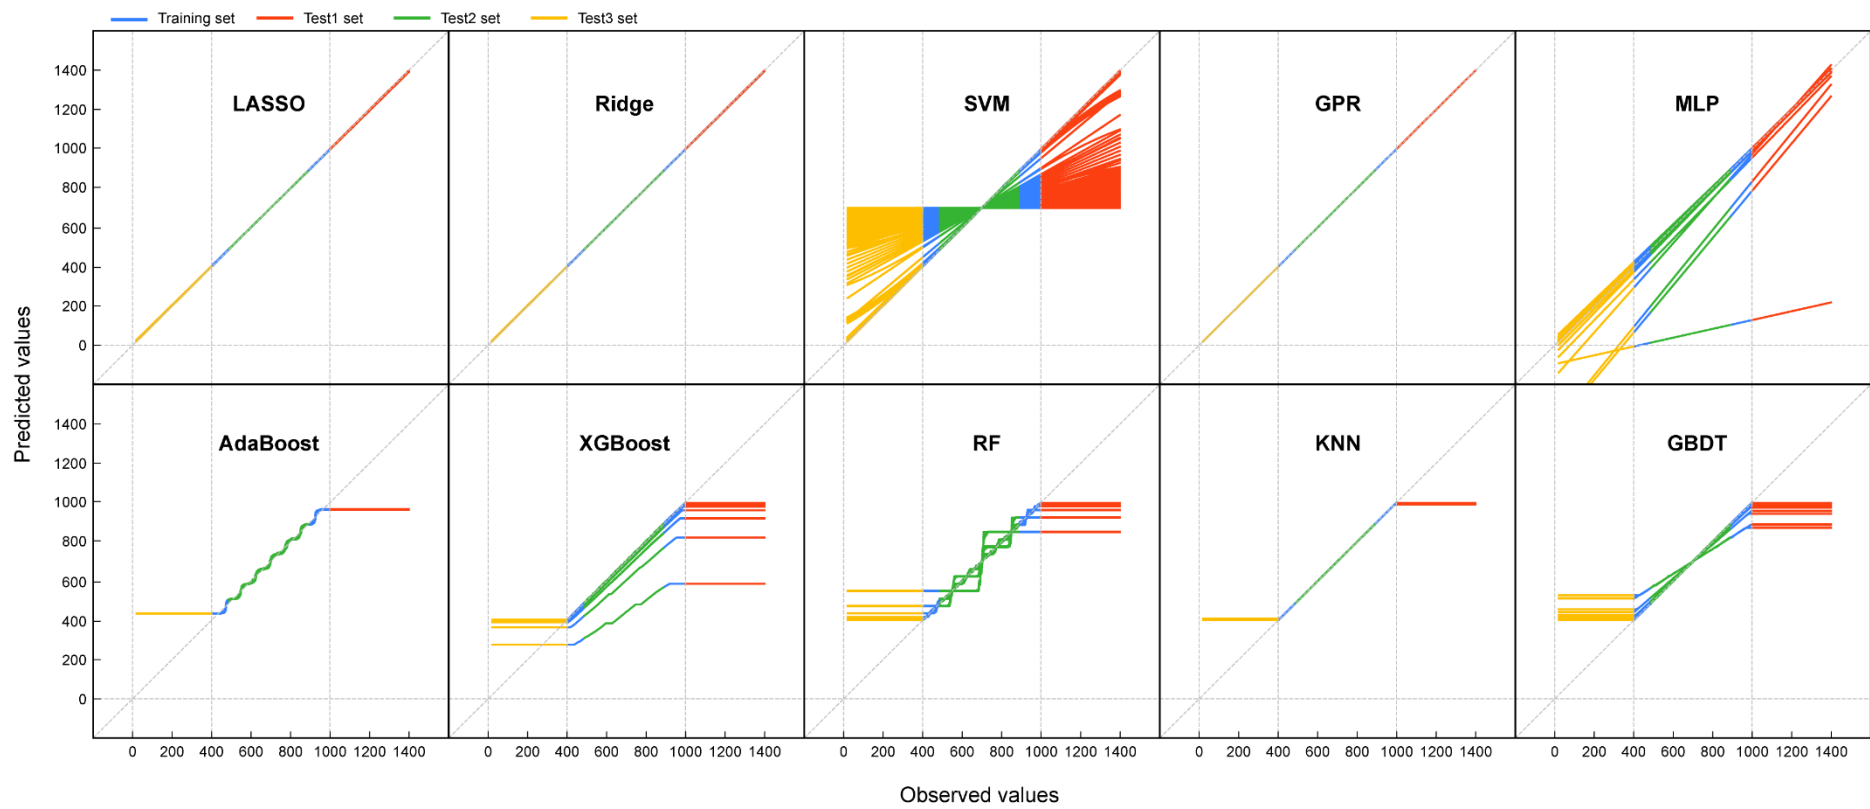 Training set Test1 set Test2 set Test3 set
LASSO Ridge SVM GPR MLP
1400
1200
1000
800
600
400
200
0
AdaBoost XGBoost RF KNN GBDT
1400
1200
1000
800
600
400
200
0
0 200 400 600 800 1000 1200 1400 0 200 400 600 800 1000 1200 1400 0 200 400 600 800 1000 1200 1400 0 200 400 600 800 1000 1200 1400 0 200 400 600 800 1000 1200 1400
Predicted values
Observed values